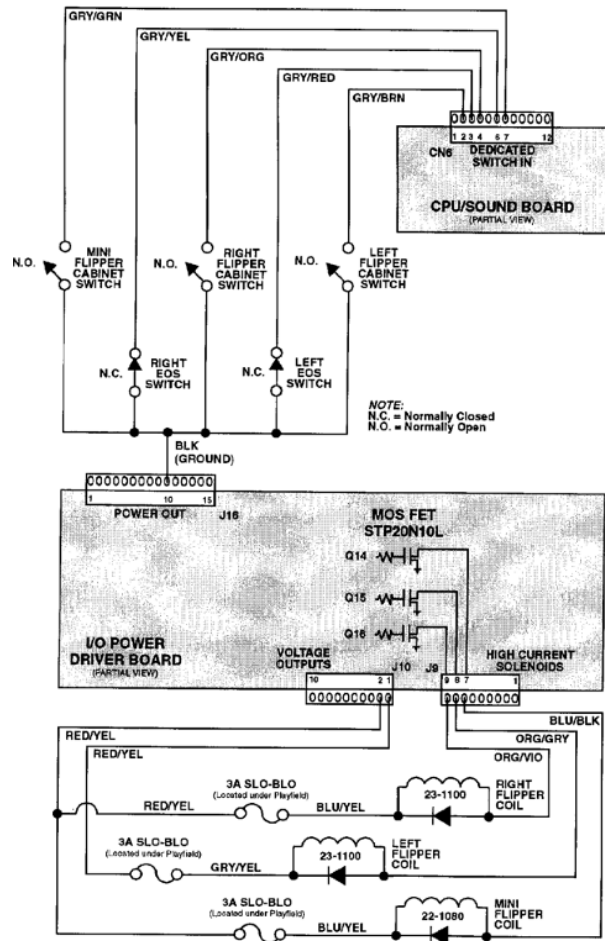 GRY/GRN
GRY/YEL
GRY/ORG
GRY/RED
GRY/BRN
1 2 3 4 6 7 12
CN6
DEDICATED
SWITCH IN
CPU/SOUND BOARD
(PARTIAL VIEW)
N.O.
MINI
FLIPPER
CABINET
SWITCH
N.O.
RIGHT
FLIPPER
CABINET
SWITCH
N.O.
LEFT
FLIPPER
CABINET
SWITCH
N.C.
RIGHT
EOS
SWITCH
N.C.
LEFT
EOS
SWITCH
NOTE:
N.C. = Normally Closed
N.O. = Normally Open
BLK
(GROUND)
1 10 15
POWER OUT
J16
MOS FET
STP20N10L
Q14
Q15
Q16
I/O POWER
DRIVER BOARD
(PARTIAL VIEW)
VOLTAGE
OUTPUTS
J10
J9
HIGH CURRENT
SOLENOIDS
10 2 1
9 8 7 1
RED/YEL
RED/YEL
BLU/BLK
ORG/GRY
ORG/VIO
3A SLO-BLO
(Located under Playfield)
RED/YEL
BLU/YEL
23-1100
RIGHT
FLIPPER
COIL
3A SLO-BLO
(Located under Playfield)
GRY/YEL
23-1100
LEFT
FLIPPER
COIL
3A SLO-BLO
(Located under Playfield)
BLU/YEL
22-1080
MINI
FLIPPER
COIL